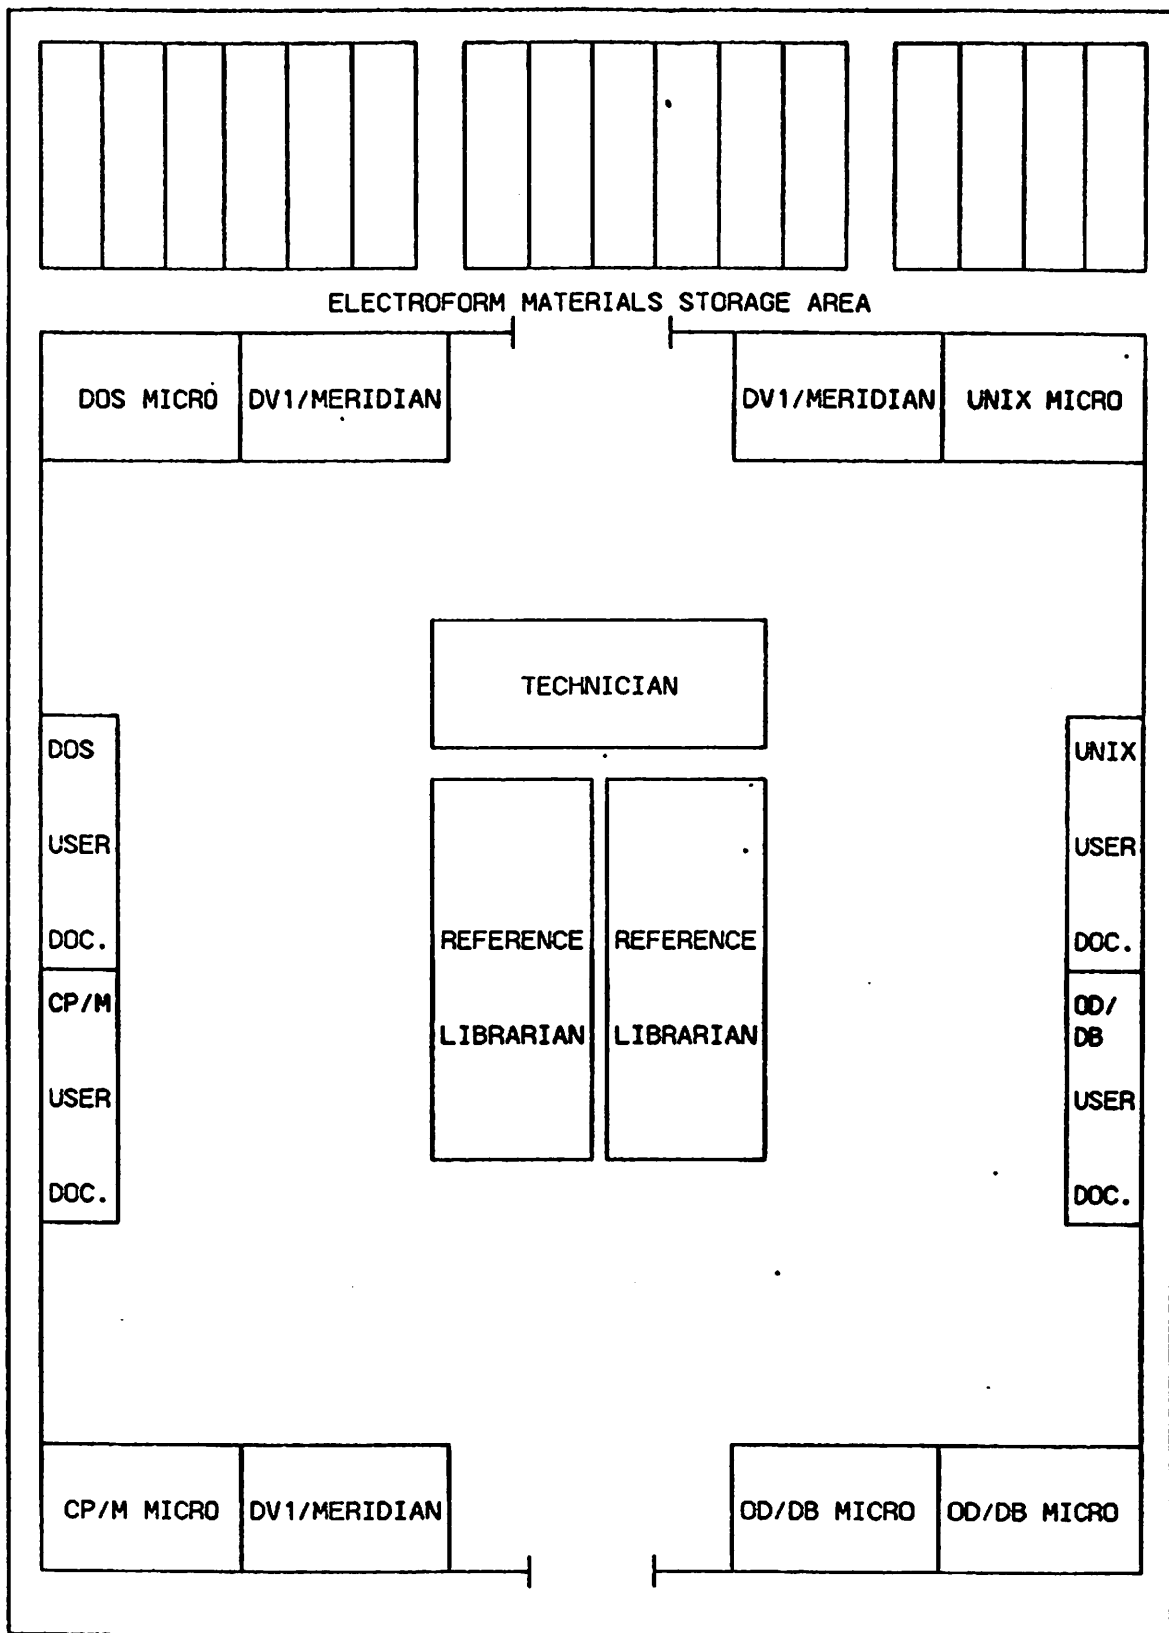 ELECTROFORM MATERIALS STORAGE AREA
DOS MICRO
DV1/MERIDIAN
DV1/MERIDIAN
UNIX MICRO
TECHNICIAN
DOS
USER
DOC.
CP/M
USER
DOC.
REFERENCE
LIBRARIAN
REFERENCE
LIBRARIAN
UNIX
USER
DOC.
OD/
DB
USER
DOC.
CP/M MICRO
DV1/MERIDIAN
OD/DB MICRO
OD/DB MICRO